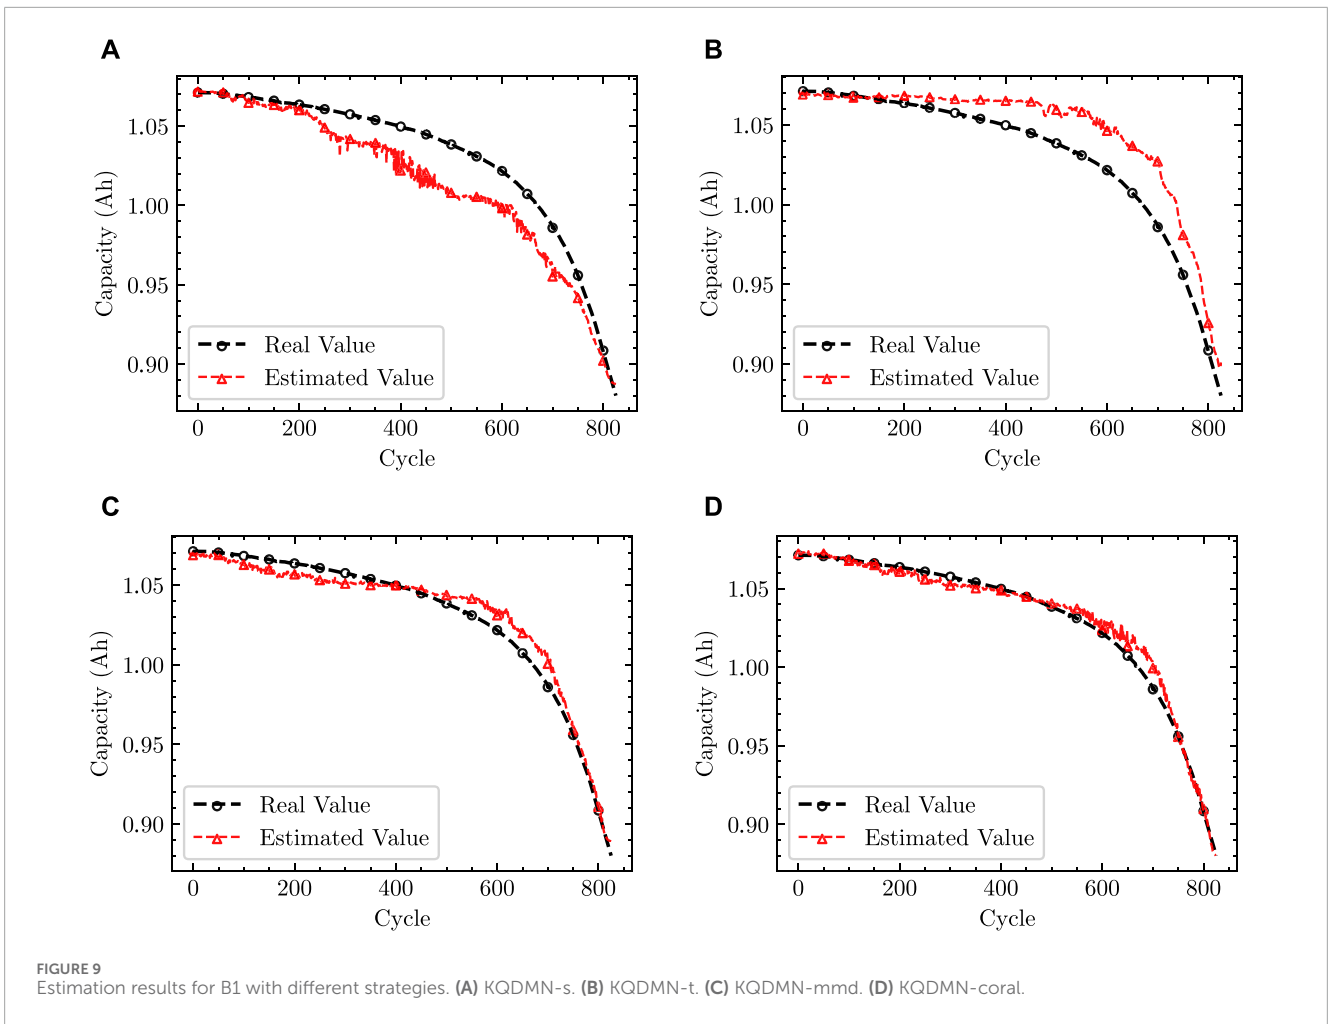 A
B
1.05
1.00
0.95
0.90
Capacity (Ah)
Real Value
Estimated Value
0 200 400 600 800
Cycle
1.05
1.00
0.95
0.90
Capacity (Ah)
Real Value
Estimated Value
0 200 400 600 800
Cycle
C
D
1.05
1.00
0.95
0.90
Capacity (Ah)
Real Value
Estimated Value
0 200 400 600 800
Cycle
1.05
1.00
0.95
0.90
Capacity (Ah)
Real Value
Estimated Value
0 200 400 600 800
Cycle
FIGURE 9
Estimation results for B1 with different strategies. (A) KQDMN-s. (B) KQDMN-t. (C) KQDMN-mmd. (D) KQDMN-coral.